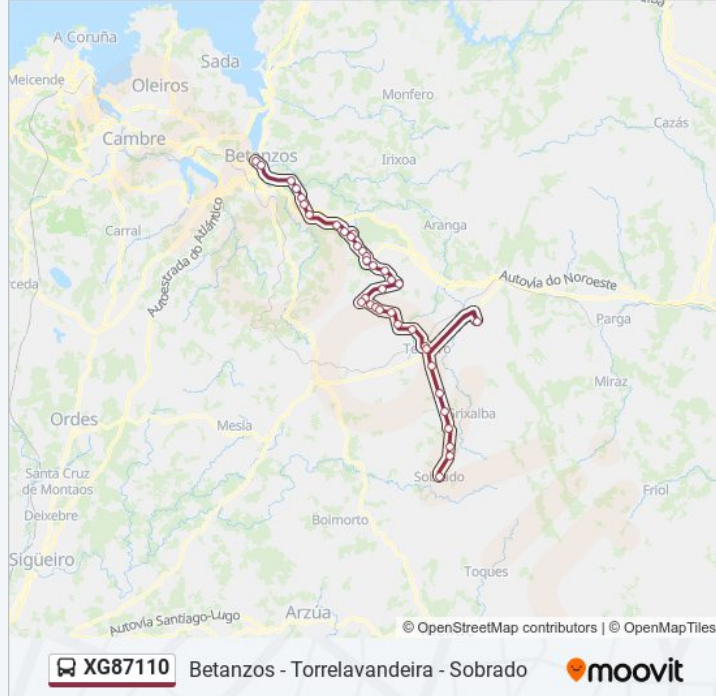 A Coruña
Sada
Meicende
Oleiros
Monfero
Cazás
Cambre
Betanzos
Irixoa
Carral
Aranga
Autoestrada do Atlántico
Autovía do Noroeste
Parga
Miraz
Ordes
Mesía
Grixalba
Santa Cruz
de Montaos
Sobrado
Friol
Deixebre
Boimorto
Sigüeiro
Toques
Arzúa
Autovía Santiago-Lugo
© OpenStreetMap contributors | © OpenMapTiles
XG87110 Betanzos - Torrelavandeira - Sobrado moovit